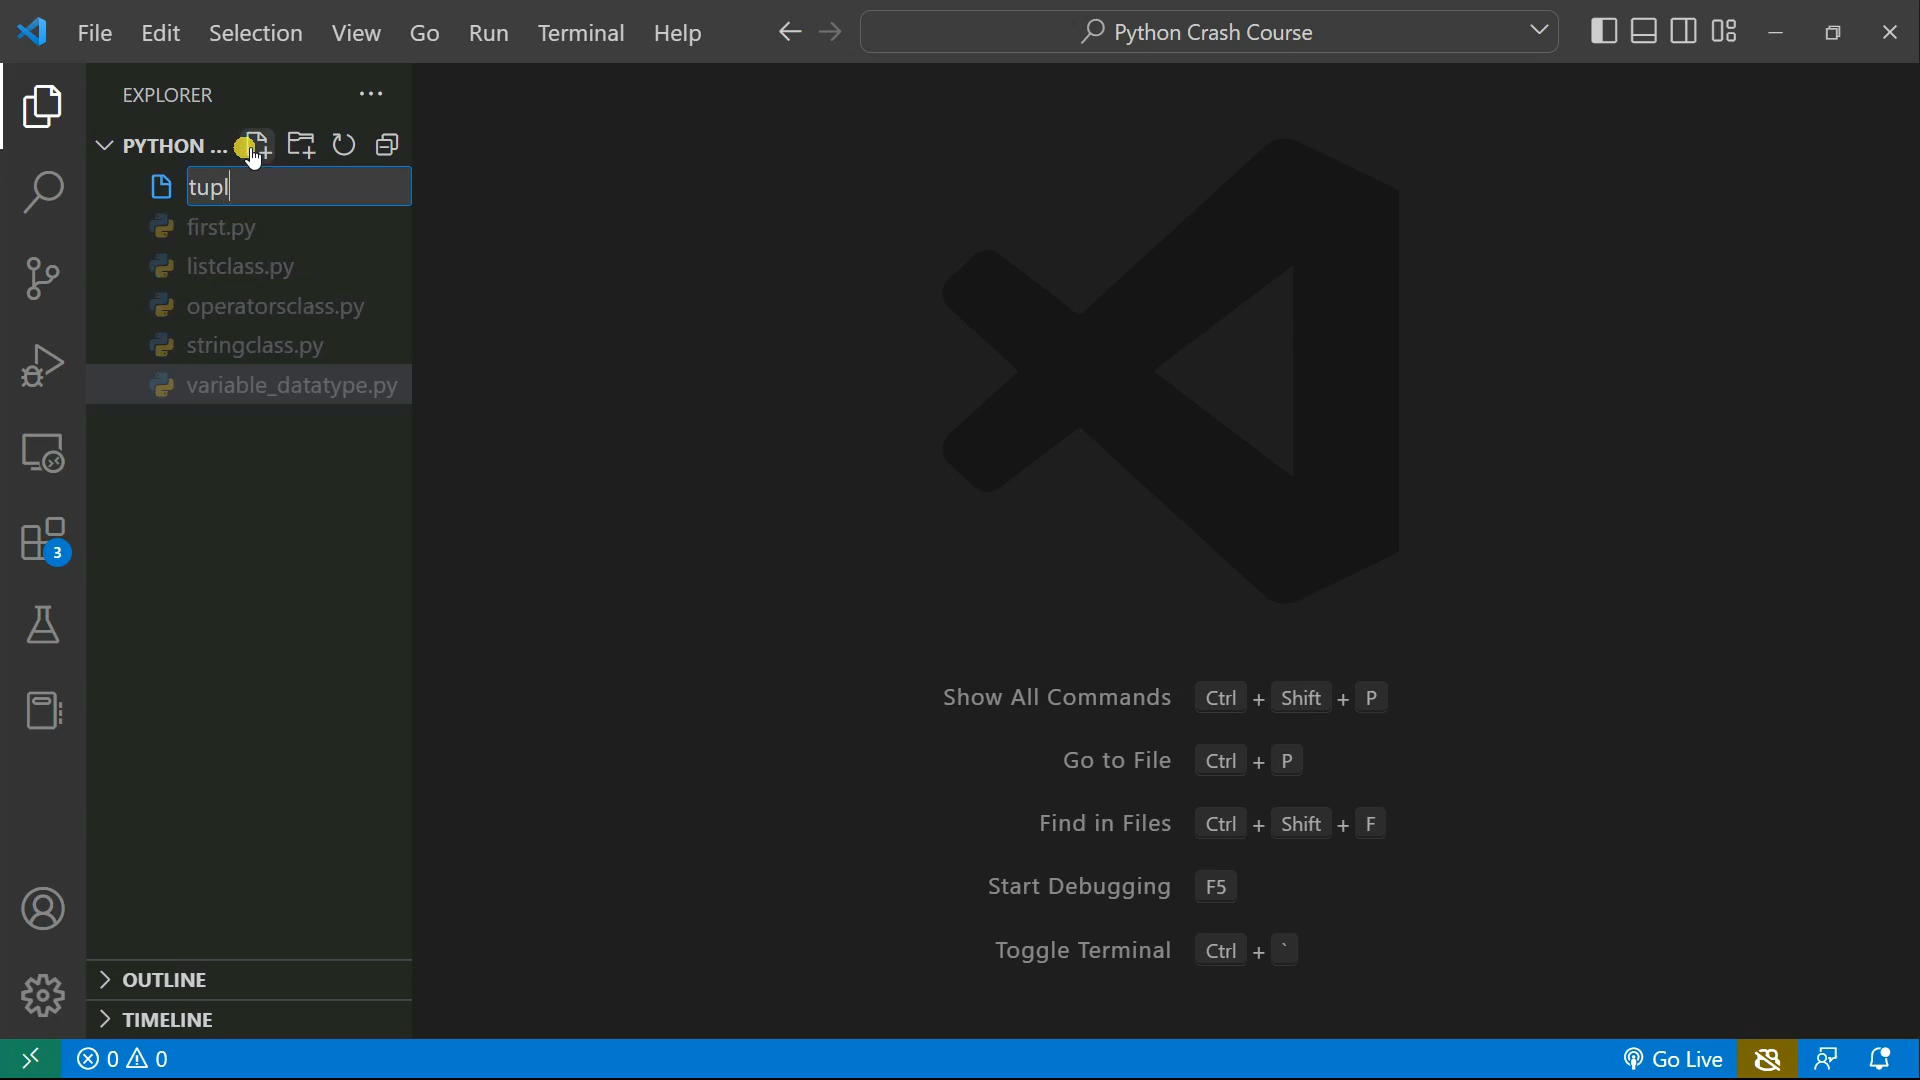 File Edit Selection View Go Run Terminal Help
Python Crash Course
EXPLORER
PYTHON ...
tupl
first.py
listclass.py
operatorsclass.py
stringclass.py
variable_datatype.py
3
Show All Commands Ctrl + Shift + P
Go to File Ctrl + P
Find in Files Ctrl + Shift + F
Start Debugging F5
Toggle Terminal Ctrl + `
OUTLINE
TIMELINE
0 0 Go Live